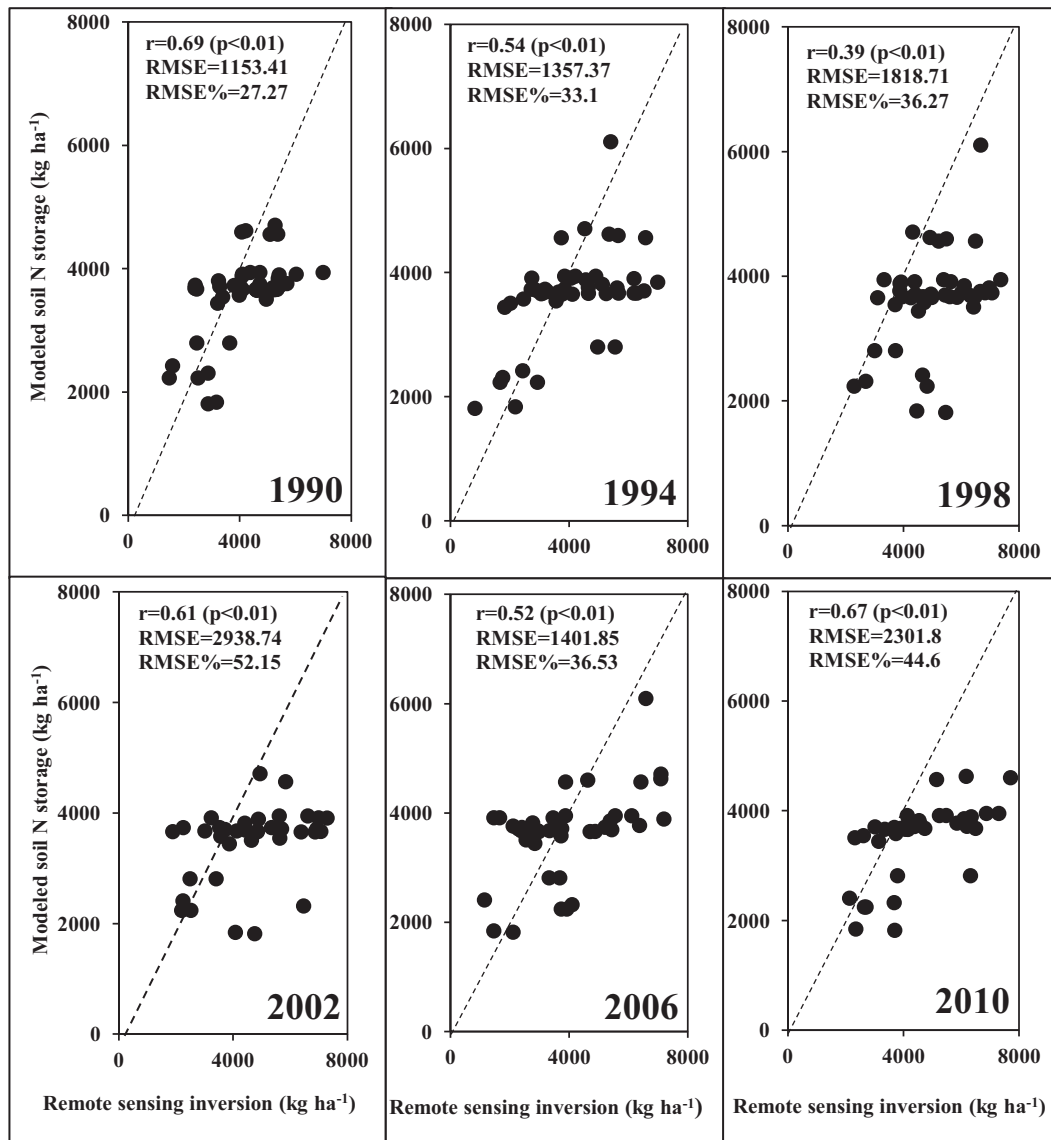 8000
6000
4000
2000
0
0 4000 8000
Modeled soil N storage (kg ha⁻¹)
r=0.69 (p<0.01)
RMSE=1153.41
RMSE%=27.27
1990
8000
6000
4000
2000
0
0 4000 8000
r=0.54 (p<0.01)
RMSE=1357.37
RMSE%=33.1
1994
8000
6000
4000
2000
0
0 4000 8000
r=0.39 (p<0.01)
RMSE=1818.71
RMSE%=36.27
1998
8000
6000
4000
2000
0
0 4000 8000
Modeled soil N storage (kg ha⁻¹)
r=0.61 (p<0.01)
RMSE=2938.74
RMSE%=52.15
2002
Remote sensing inversion (kg ha⁻¹)
8000
6000
4000
2000
0
0 4000 8000
r=0.52 (p<0.01)
RMSE=1401.85
RMSE%=36.53
2006
Remote sensing inversion (kg ha⁻¹)
8000
6000
4000
2000
0
0 4000 8000
r=0.67 (p<0.01)
RMSE=2301.8
RMSE%=44.6
2010
Remote sensing inversion (kg ha⁻¹)